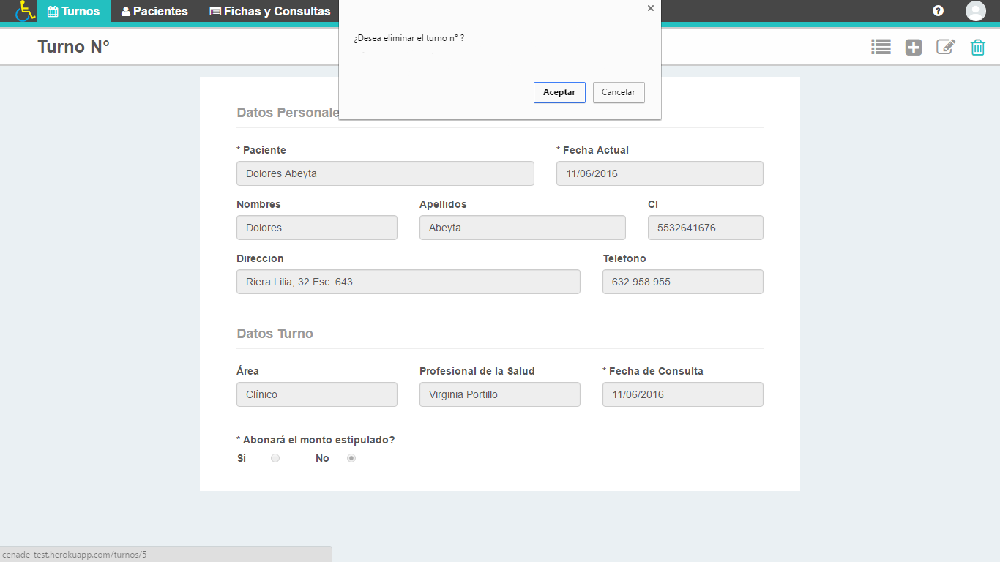 Turnos Pacientes Fichas y Consultas
Turno N°
¿Desea eliminar el turno n° ?
Aceptar Cancelar
Datos Personale
* Paciente * Fecha Actual
Dolores Abeyta 11/06/2016
Nombres Apellidos CI
Dolores Abeyta 5532641676
Direccion Telefono
Riera Lilia, 32 Esc. 643 632.958.955
Datos Turno
Área Profesional de la Salud * Fecha de Consulta
Clínico Virginia Portillo 11/06/2016
* Abonará el monto estipulado?
Si No
cenade-test.herokuapp.com/turnos/5